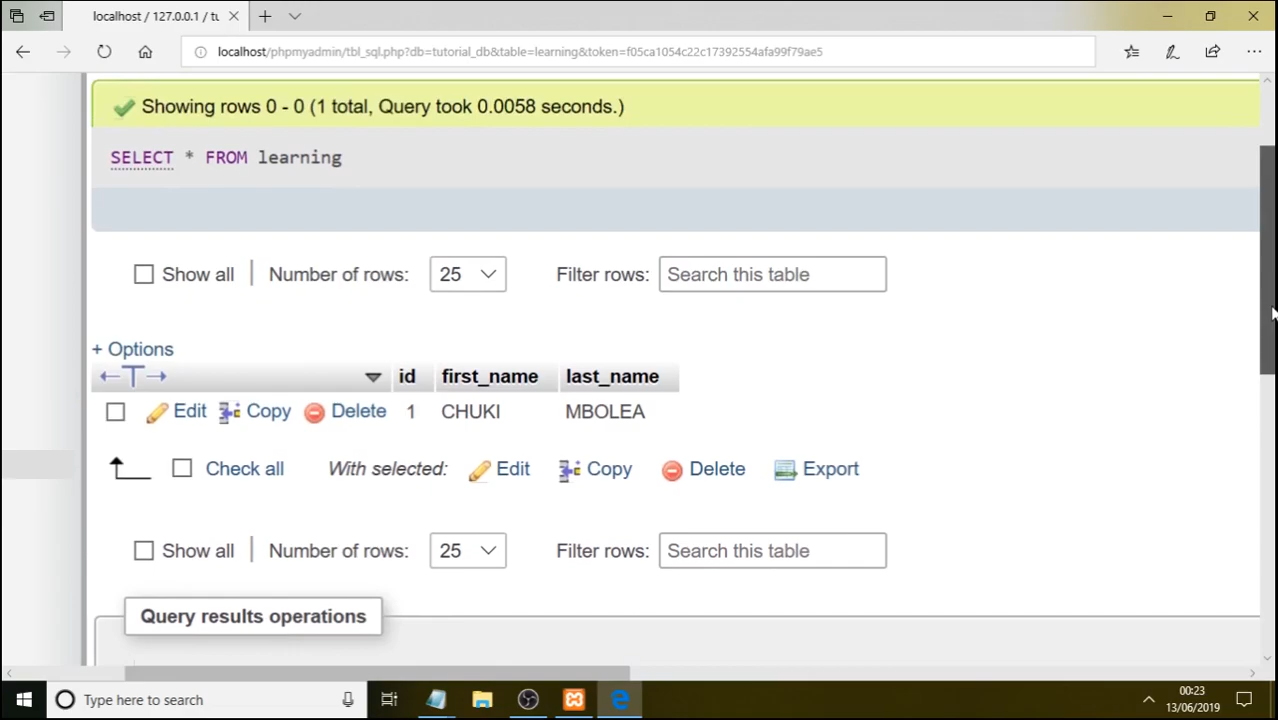 localhost / 127.0.0.1 / tu
localhost/phpmyadmin/tbl_sql.php?db=tutorial_db&table=learning&token=f05ca1054c22c17392554afa99f79ae5
Showing rows 0 - 0 (1 total, Query took 0.0058 seconds.)
SELECT * FROM learning
Show all Number of rows: 25 Filter rows: Search this table
+ Options
←T→ id first_name last_name
Edit Copy Delete 1 CHUKI MBOLEA
Check all With selected: Edit Copy Delete Export
Show all Number of rows: 25 Filter rows: Search this table
Query results operations
Type here to search
00:23
13/06/2019